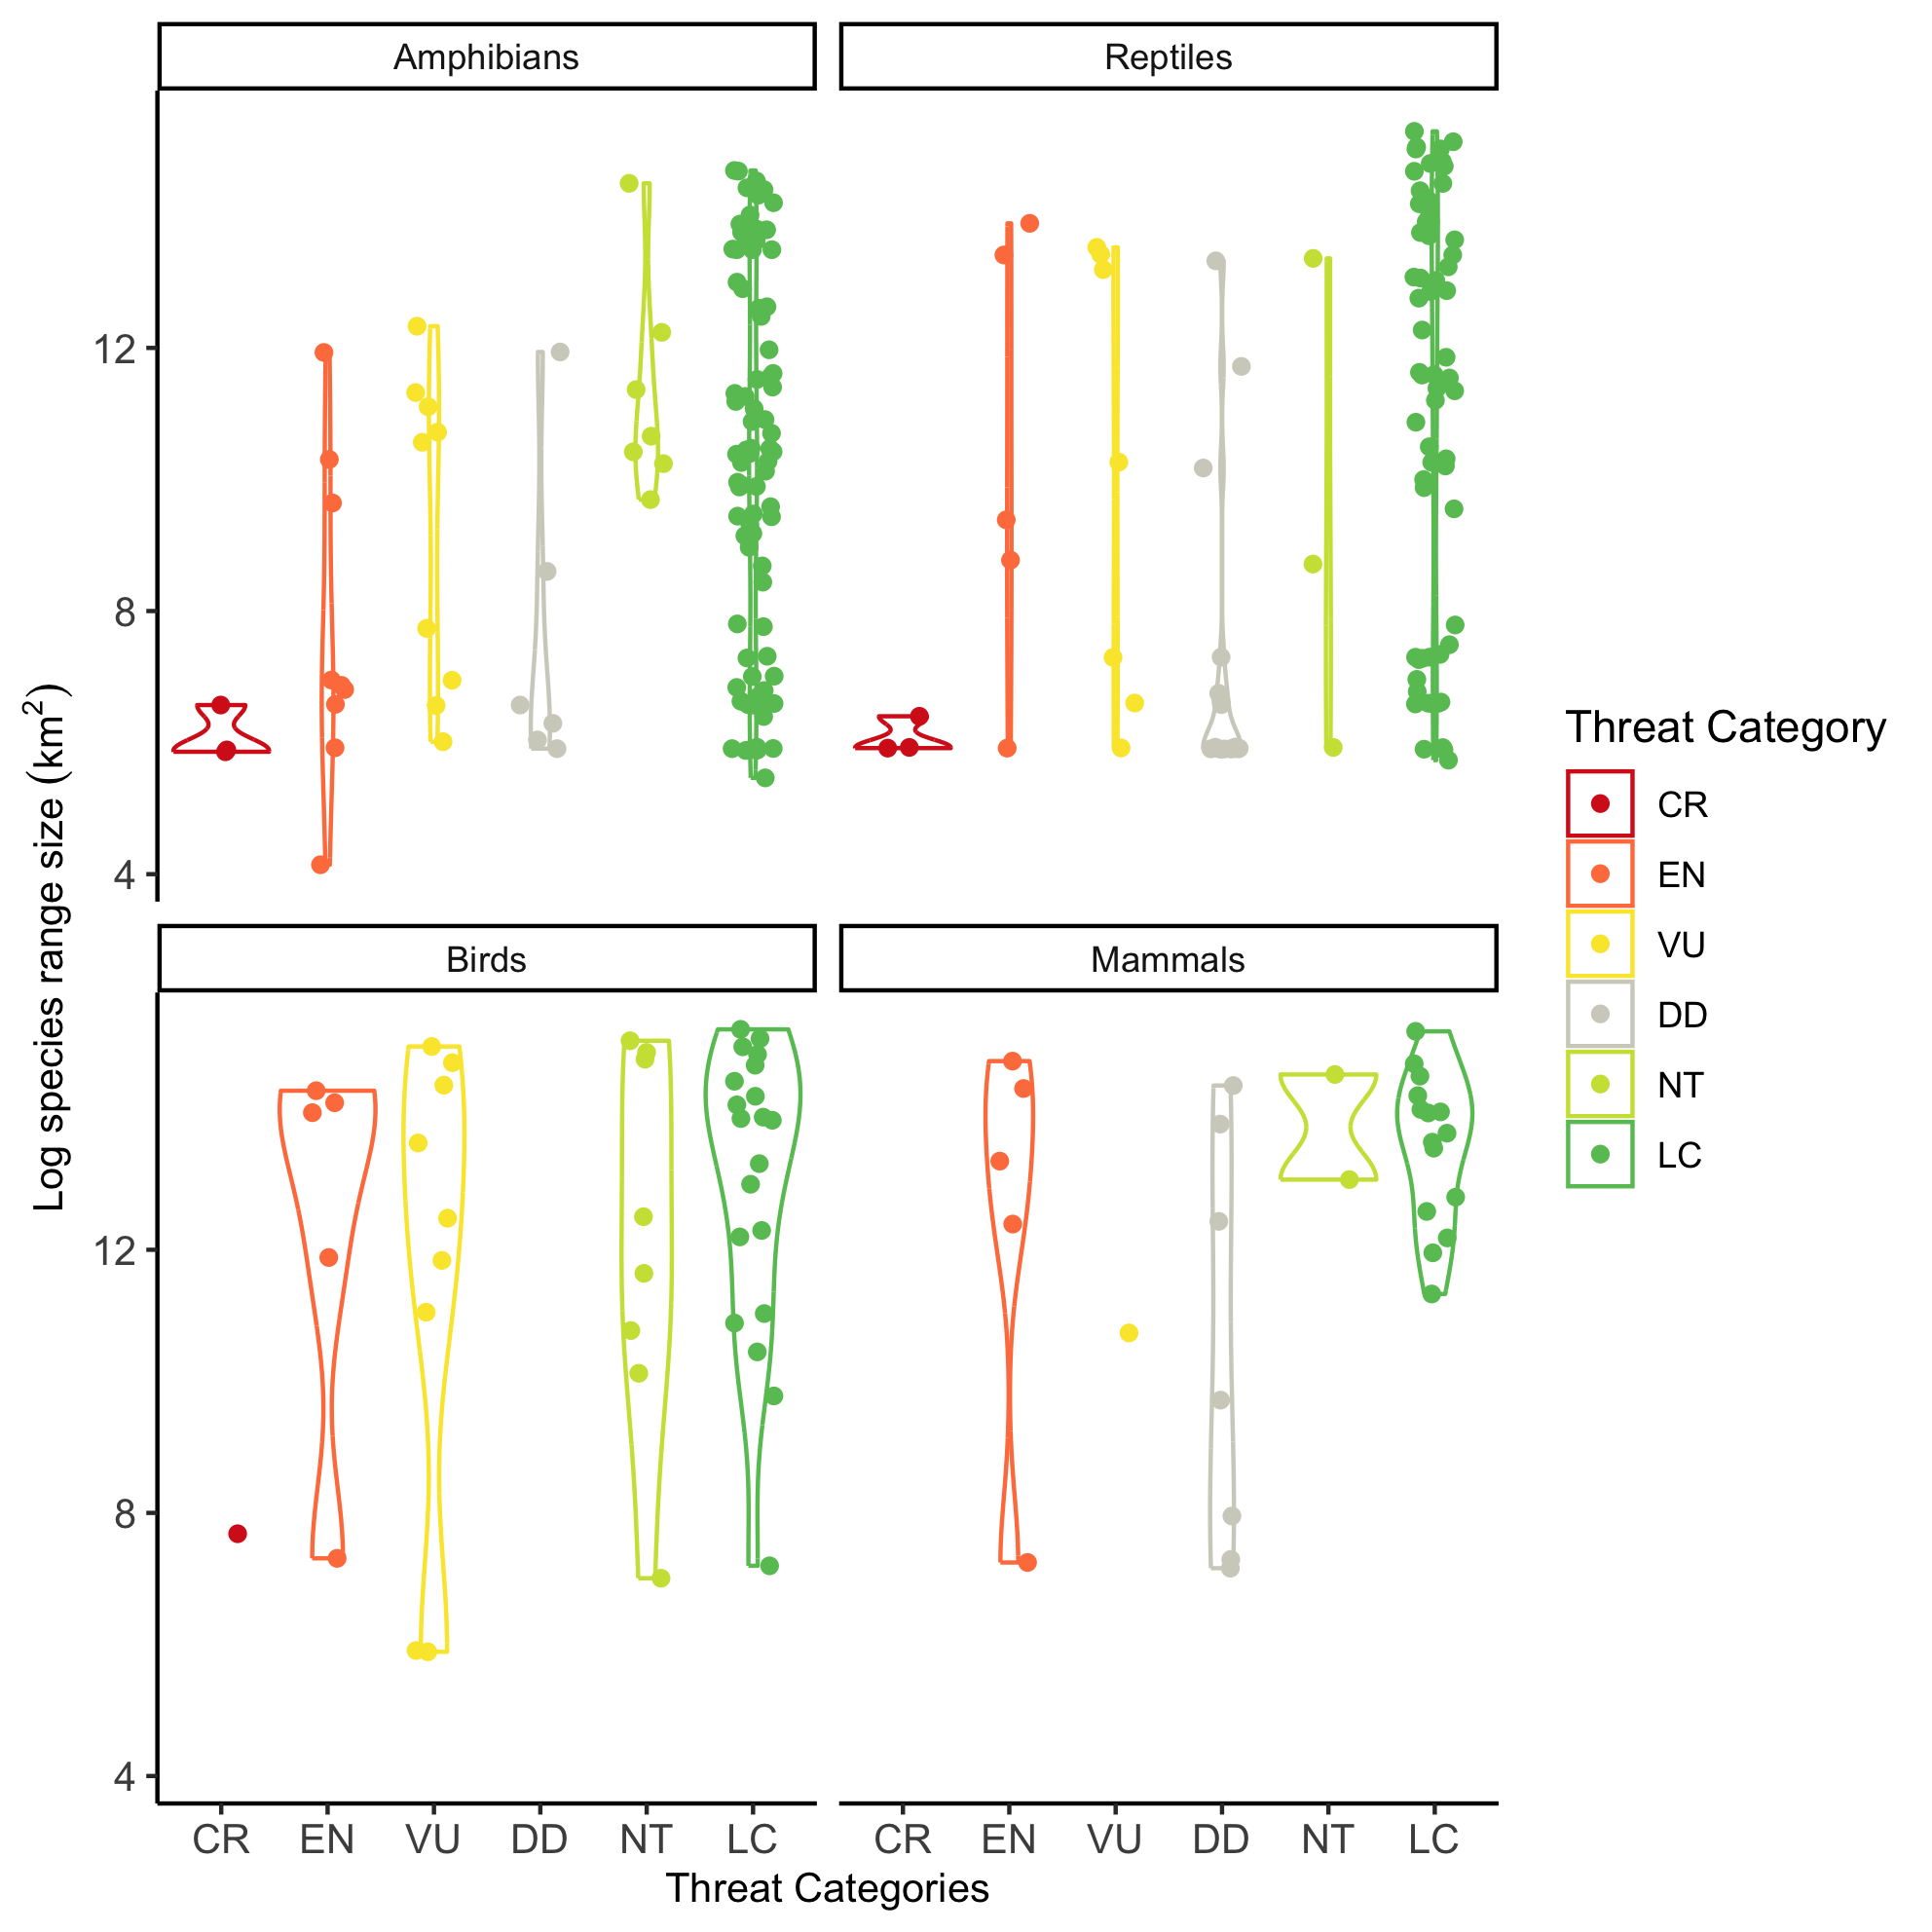 Amphibians
Reptiles
12
8
4
Birds
Mammals
12
8
4
CR EN VU DD NT LC
CR EN VU DD NT LC
Threat Categories
Log species range size (km²)
Threat Category
CR
EN
VU
DD
NT
LC